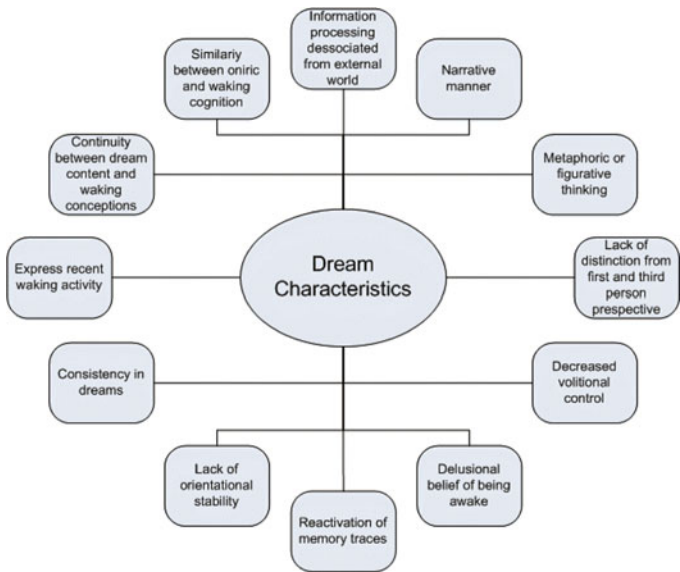 Information
processing
dessociated
from external
world
Similariy
between oniric
and waking
cognition
Narrative
manner
Continuity
between dream
content and
waking
conceptions
Metaphoric or
figurative
thinking
Dream
Characteristics
Express recent
waking activity
Lack of
distinction from
first and third
person
prespective
Consistency in
dreams
Decreased
volitional
control
Lack of
orientational
stability
Reactivation of
memory traces
Delusional
belief of being
awake